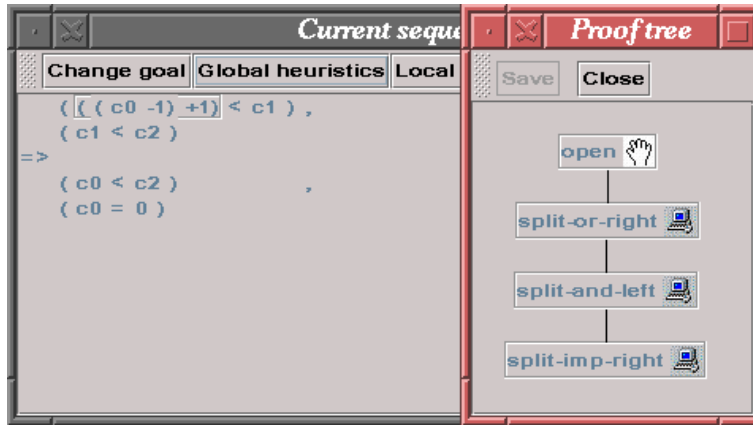 Current seque
Change goal Global heuristics Local
( ( ( c0 -1) +1) < c1 ) ,
( c1 < c2 )
=>
( c0 < c2 ) ,
( c0 = 0 )
Proof tree
Save Close
open
split-or-right
split-and-left
split-imp-right